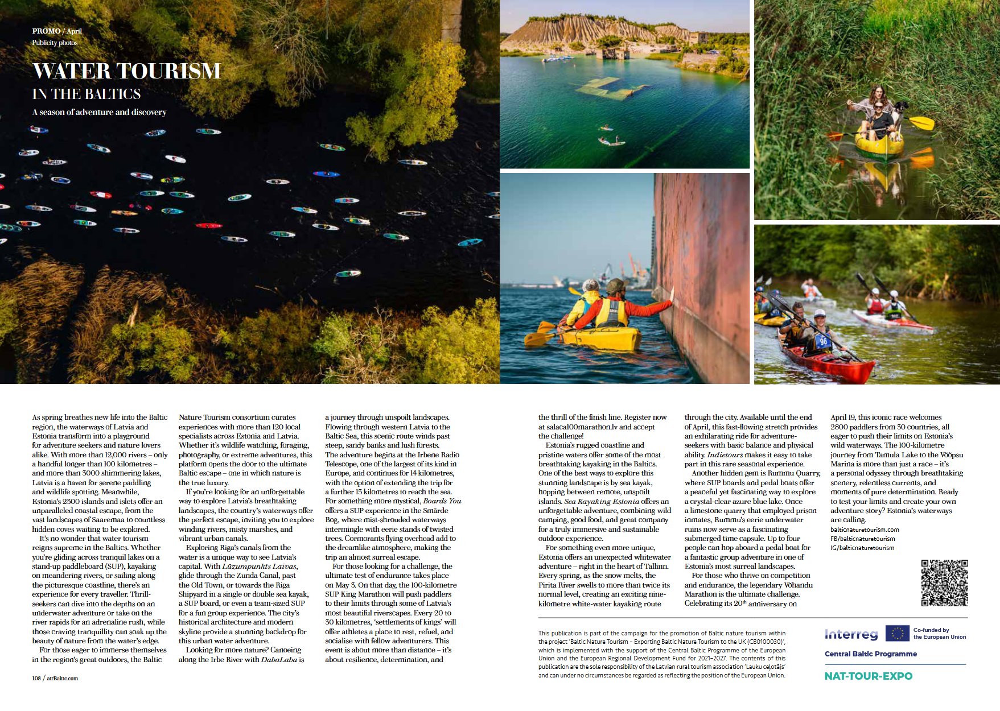 PROMO / April
Publicity photos
WATER TOURISM
IN THE BALTICS
A season of adventure and discovery
As spring breathes new life into the Baltic
region, the waterways of Latvia and
Estonia transform into a playground
for adventure seekers and nature lovers
alike. With more than 12,000 rivers – only
a handful longer than 100 kilometres –
and more than 3000 shimmering lakes,
Latvia is a haven for serene paddling
and wildlife spotting. Meanwhile,
Estonia's 2300 islands and islets offer an
unparalleled coastal escape, from the
vast landscapes of Saaremaa to countless
hidden coves waiting to be explored.
It's no wonder that water tourism
reigns supreme in the Baltics. Whether
you're gliding across tranquil lakes on a
stand-up paddleboard (SUP), kayaking
on meandering rivers, or sailing along
the picturesque coastline, there's an
experience for every traveller. Thrill-
seekers can dive into the depths on an
underwater adventure or take on the
river rapids for an adrenaline rush, while
those craving tranquillity can soak up the
beauty of nature from the water's edge.
For those eager to immerse themselves
in the region's great outdoors, the Baltic
Nature Tourism consortium curates
experiences with more than 120 local
specialists across Estonia and Latvia.
Whether it's wildlife watching, foraging,
photography, or extreme adventures, this
platform opens the door to the ultimate
Baltic escape – one in which nature is
the true luxury.
If you're looking for an unforgettable
way to explore Latvia's breathtaking
landscapes, the country's waterways offer
the perfect escape, inviting you to explore
winding rivers, misty marshes, and
vibrant urban canals.
Exploring Riga's canals from the
water is a unique way to see Latvia's
capital. With Lūzumpunkts Laivas,
glide through the Zunda Canal, past
the Old Town, or towards the Riga
Shipyard in a single or double sea kayak,
a SUP board, or even a team-sized SUP
for a fun group experience. The city's
historical architecture and modern
skyline provide a stunning backdrop for
this urban water adventure.
Looking for more nature? Canoeing
along the Irbe River with DabaLaba is
a journey through unspoilt landscapes.
Flowing through western Latvia to the
Baltic Sea, this scenic route winds past
steep, sandy banks and lush forests.
The adventure begins at the Irbene Radio
Telescope, one of the largest of its kind in
Europe, and continues for 14 kilometres,
with the option of extending the trip for
a further 13 kilometres to reach the sea.
For something more mystical, Boards You
offers a SUP experience in the Smārde
Bog, where mist-shrouded waterways
intermingle with eerie stands of twisted
trees. Cormorants flying overhead add to
the dreamlike atmosphere, making the
trip an almost surreal escape.
For those looking for a challenge, the
ultimate test of endurance takes place
on May 3. On that day, the 100-kilometre
SUP King Marathon will push paddlers
to their limits through some of Latvia's
most beautiful riverscapes. Every 20 to
30 kilometres, 'settlements of kings' will
offer athletes a place to rest, refuel, and
socialise with fellow adventurers. This
event is about more than distance – it's
about resilience, determination, and
the thrill of the finish line. Register now
at salaca100marathon.lv and accept
the challenge!
Estonia's rugged coastline and
pristine waters offer some of the most
breathtaking kayaking in the Baltics.
One of the best ways to explore this
stunning landscape is by sea kayak,
hopping between remote, unspoilt
islands. Sea Kayaking Estonia offers an
unforgettable adventure, combining wild
camping, good food, and great company
for a truly immersive and sustainable
outdoor experience.
For something even more unique,
Estonia offers an unexpected whitewater
adventure – right in the heart of Tallinn.
Every spring, as the snow melts, the
Pirita River swells to more than twice its
normal level, creating an exciting nine-
kilometre white-water kayaking route
through the city. Available until the end
of April, this fast-flowing stretch provides
an exhilarating ride for adventure-
seekers with basic balance and physical
ability. Indietours makes it easy to take
part in this rare seasonal experience.
Another hidden gem is Rummu Quarry,
where SUP boards and pedal boats offer
a peaceful yet fascinating way to explore
a crystal-clear azure blue lake. Once
a limestone quarry that employed prison
inmates, Rummu's eerie underwater
ruins now serve as a fascinating
submerged time capsule. Up to four
people can hop aboard a pedal boat for
a fantastic group adventure in one of
Estonia's most surreal landscapes.
For those who thrive on competition
and endurance, the legendary Võhandu
Marathon is the ultimate challenge.
Celebrating its 20th anniversary on
April 19, this iconic race welcomes
2800 paddlers from 30 countries, all
eager to push their limits on Estonia's
wild waterways. The 100-kilometre
journey from Tamula Lake to the Võõpsu
Marina is more than just a race – it's
a personal odyssey through breathtaking
scenery, relentless currents, and
moments of pure determination. Ready
to test your limits and create your own
adventure story? Estonia's waterways
are calling.
balticnaturetourism.com
FB/balticnaturetourism
IG/balticnaturetourism
96
This publication is part of the campaign for the promotion of Baltic nature tourism within
the project 'Baltic Nature Tourism – Exporting Baltic Nature Tourism to the UK (CB0100030)',
which is implemented with the support of the Central Baltic Programme of the European
Union and the European Regional Development Fund for 2021–2027. The contents of this
publication are the sole responsibility of the Latvian rural tourism association 'Lauku ceļotājs'
and can under no circumstances be regarded as reflecting the position of the European Union.
Interreg
Co-funded by
the European Union
Central Baltic Programme
NAT-TOUR-EXPO
108 / airBaltic.com